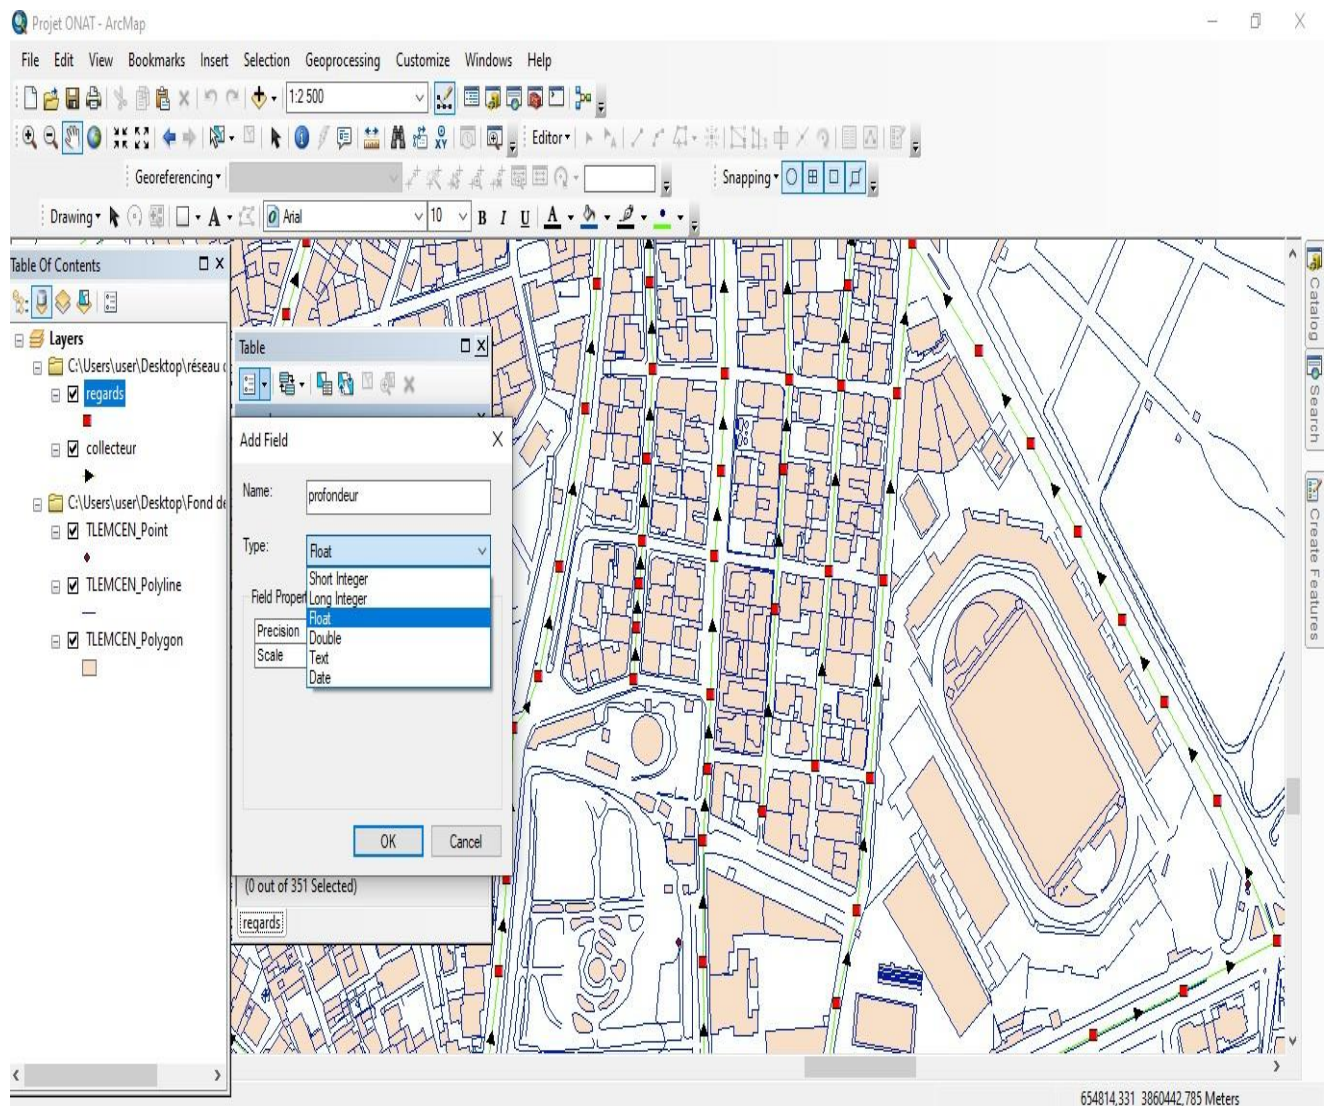 Projet ONAT - ArcMap
File Edit View Bookmarks Insert Selection Geoprocessing Customize Windows Help
1:2 500
Editor
Georeferencing
Snapping
Drawing A Arial 10 B I U A
Table Of Contents
Layers
C:\Users\user\Desktop\réseau
regards
collecteur
C:\Users\user\Desktop\Fond de
TLEMCEN_Point
TLEMCEN_Polyline
TLEMCEN_Polygon
Table
Add Field
Name: profondeur
Type: Float
Short Integer
Field Proper Long Integer
Float
Precision Double
Scale Text
Date
OK Cancel
(0 out of 351 Selected)
regards
Catalog
Search
Create Features
654814,331 3860442,785 Meters